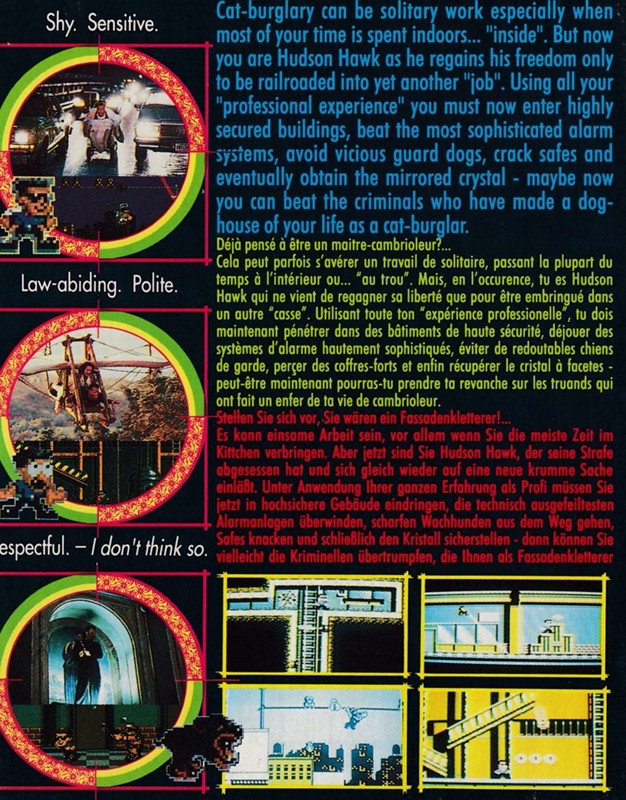 Shy. Sensitive.
Law-abiding. Polite.
espectful. – I don't think so.
Cat-burglary can be solitary work especially when
most of your time is spent indoors... "inside". But now
you are Hudson Hawk as he regains his freedom only
to be railroaded into yet another "job". Using all your
"professional experience" you must now enter highly
secured buildings, beat the most sophisticated alarm
systems, avoid vicious guard dogs, crack safes and
eventually obtain the mirrored crystal - maybe now
you can beat the criminals who have made a dog-
house of your life as a cat-burglar.
Déjà pensé à être un maitre-cambrioleur?...
Cela peut parfois s'avérer un travail de solitaire, passant la plupart du
temps à l'intérieur ou... "au trou". Mais, en l'occurence, tu es Hudson
Hawk qui ne vient de regagner sa liberté que pour être embringué dans
un autre "casse". Utilisant toute ton "expérience professionelle", tu dois
maintenant pénétrer dans des bâtiments de haute sécurité, déjouer des
systèmes d'alarme hautement sophistiqués, éviter de redoutables chiens
de garde, perçer des coffres-forts et enfin récupérer le cristal à facetes -
peut-être maintenant pourras-tu prendre ta revanche sur les truands qui
ont fait un enfer de ta vie de cambrioleur.
Stellen Sie sich vor, Sie wären ein Fassadenkletterer!...
Es kann einsame Arbeit sein, vor allem wenn Sie die meiste Zeit im
Kittchen verbringen. Aber jetzt sind Sie Hudson Hawk, der seine Strafe
abgesessen hat und sich gleich wieder auf eine neue krumme Sache
einläßt. Unter Anwendung Ihrer ganzen Erfahrung als Profi müssen Sie
jetzt in hochsichere Gebäude eindringen, die technisch ausgefeiltesten
Alarmanlagen überwinden, scharfen Wachhunden aus dem Weg gehen,
Safes knacken und schließlich den Kristall sicherstellen - dann können Sie
vielleicht die Kriminellen übertrumpfen, die Ihnen als Fassadenkletterer